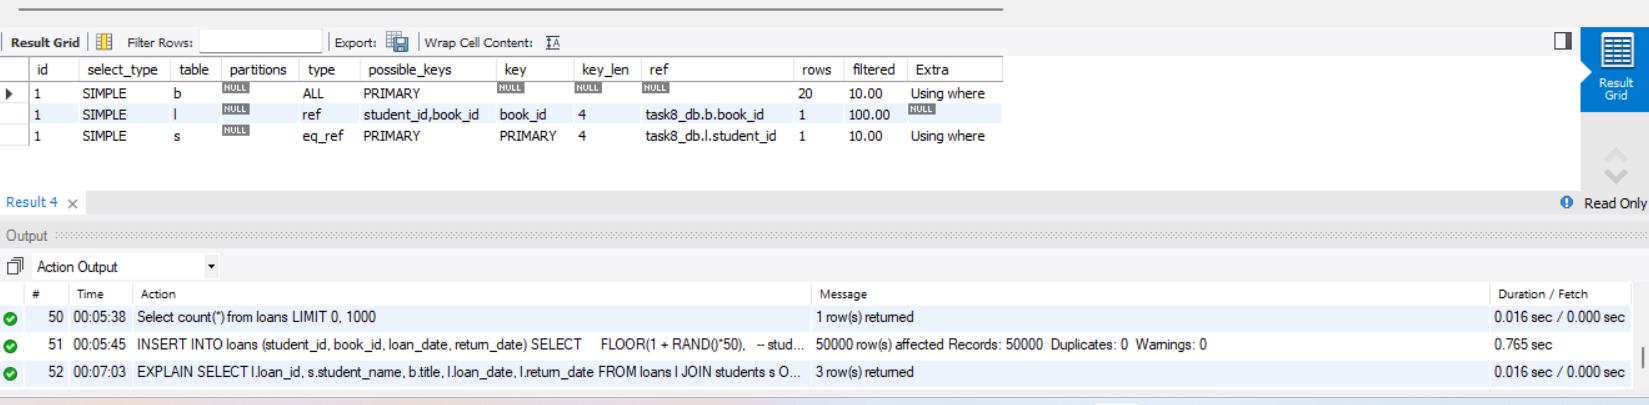 Result Grid Filter Rows: Export: Wrap Cell Content: IA
id select_type table partitions type possible_keys key key_len ref rows filtered Extra
1 SIMPLE b NULL ALL PRIMARY NULL NULL NULL 20 10.00 Using where
1 SIMPLE l NULL ref student_id,book_id book_id 4 task8_db.b.book_id 1 100.00 NULL
1 SIMPLE s NULL eq_ref PRIMARY PRIMARY 4 task8_db.l.student_id 1 10.00 Using where
Result Grid
Result 4 Read Only
Output
Action Output
# Time Action Message Duration / Fetch
50 00:05:38 Select count(*) from loans LIMIT 0, 1000 1 row(s) returned 0.016 sec / 0.000 sec
51 00:05:45 INSERT INTO loans (student_id, book_id, loan_date, return_date) SELECT FLOOR(1 + RAND()*50), -- stud... 50000 row(s) affected Records: 50000 Duplicates: 0 Warnings: 0 0.765 sec
52 00:07:03 EXPLAIN SELECT l.loan_id, s.student_name, b.title, l.loan_date, l.return_date FROM loans l JOIN students s O... 3 row(s) returned 0.016 sec / 0.000 sec